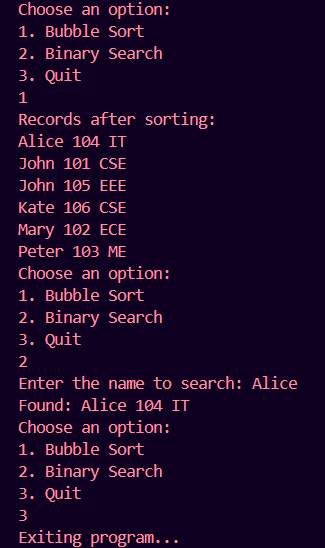 Choose an option:
1. Bubble Sort
2. Binary Search
3. Quit
1
Records after sorting:
Alice 104 IT
John 101 CSE
John 105 EEE
Kate 106 CSE
Mary 102 ECE
Peter 103 ME
Choose an option:
1. Bubble Sort
2. Binary Search
3. Quit
2
Enter the name to search: Alice
Found: Alice 104 IT
Choose an option:
1. Bubble Sort
2. Binary Search
3. Quit
3
Exiting program...